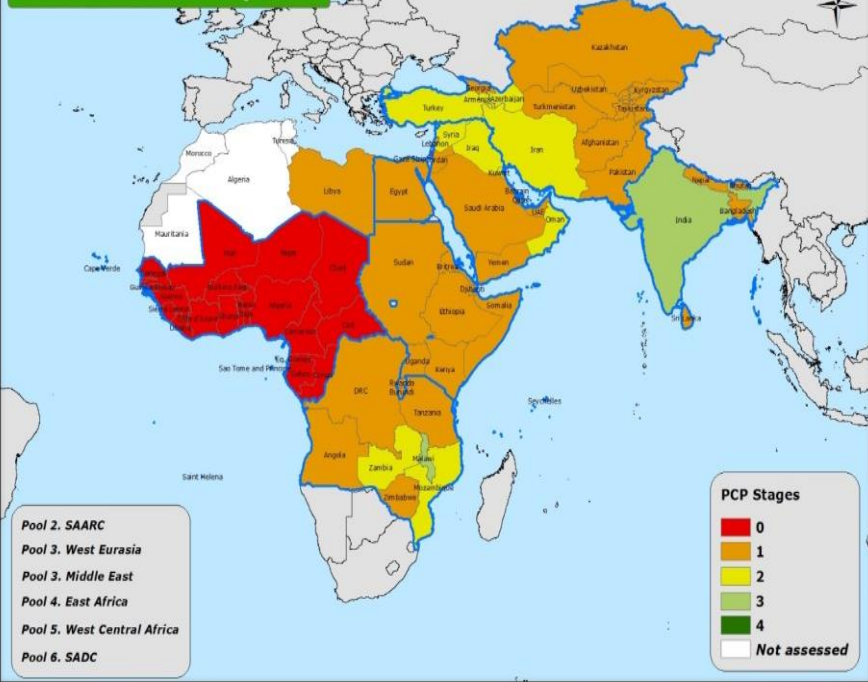 Kazakhstan
Uzbekistan
Kyrgyzstan
Turkmenistan
Azerbaijan
Turkey
Syria
Lebanon
Iraq
Iran
Afghanistan
Pakistan
Kuwait
Bahrain
Tunisia
Morocco
Algeria
Libya
Egypt
Saudi Arabia
UAE
Oman
Nepal
Bhutan
Bangladesh
India
Mauritania
Yemen
Cape Verde
Mali
Niger
Chad
Sudan
Eritrea
Djibouti
Somalia
Ethiopia
Sri Lanka
Nigeria
Cameroon
CAR
Sao Tome and Principe
Uganda
Kenya
DRC
Rwanda
Burundi
Seychelles
Tanzania
Angola
Zambia
Malawi
Saint Helena
Mozambique
Zimbabwe
PCP Stages
0
1
2
3
4
Not assessed
Pool 2. SAARC
Pool 3. West Eurasia
Pool 3. Middle East
Pool 4. East Africa
Pool 5. West Central Africa
Pool 6. SADC